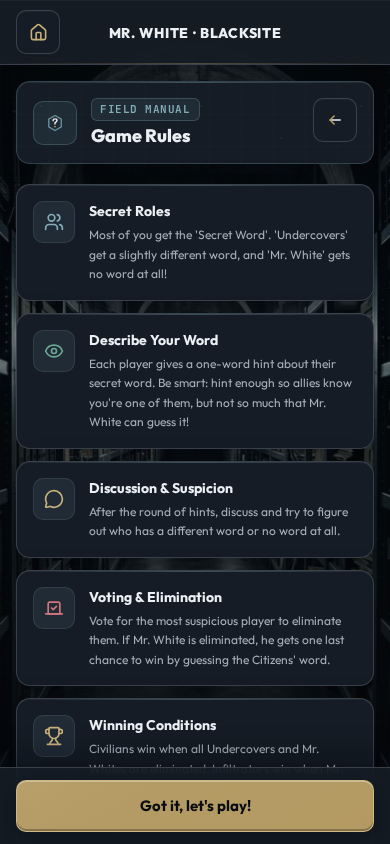 MR. WHITE · BLACKSITE
FIELD MANUAL
Game Rules
Secret Roles
Most of you get the 'Secret Word'. 'Undercovers'
get a slightly different word, and 'Mr. White' gets
no word at all!
Describe Your Word
Each player gives a one-word hint about their
secret word. Be smart: hint enough so allies know
you're one of them, but not so much that Mr.
White can guess it!
Discussion & Suspicion
After the round of hints, discuss and try to figure
out who has a different word or no word at all.
Voting & Elimination
Vote for the most suspicious player to eliminate
them. If Mr. White is eliminated, he gets one last
chance to win by guessing the Citizens' word.
Winning Conditions
Civilians win when all Undercovers and Mr.
Got it, let's play!